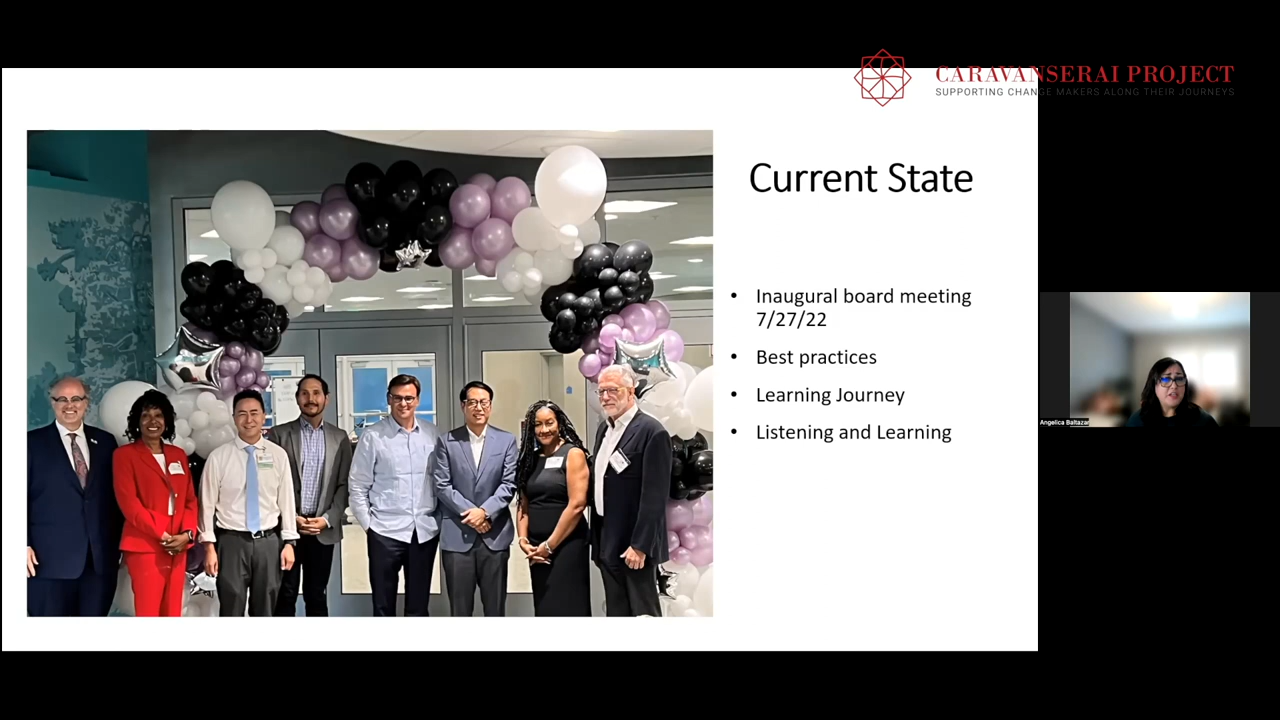 CARAVANSERAI PROJECT
SUPPORTING CHANGE MAKERS ALONG THEIR JOURNEYS
Current State
• Inaugural board meeting
7/27/22
• Best practices
• Learning Journey
• Listening and Learning
Angelica Baltazar